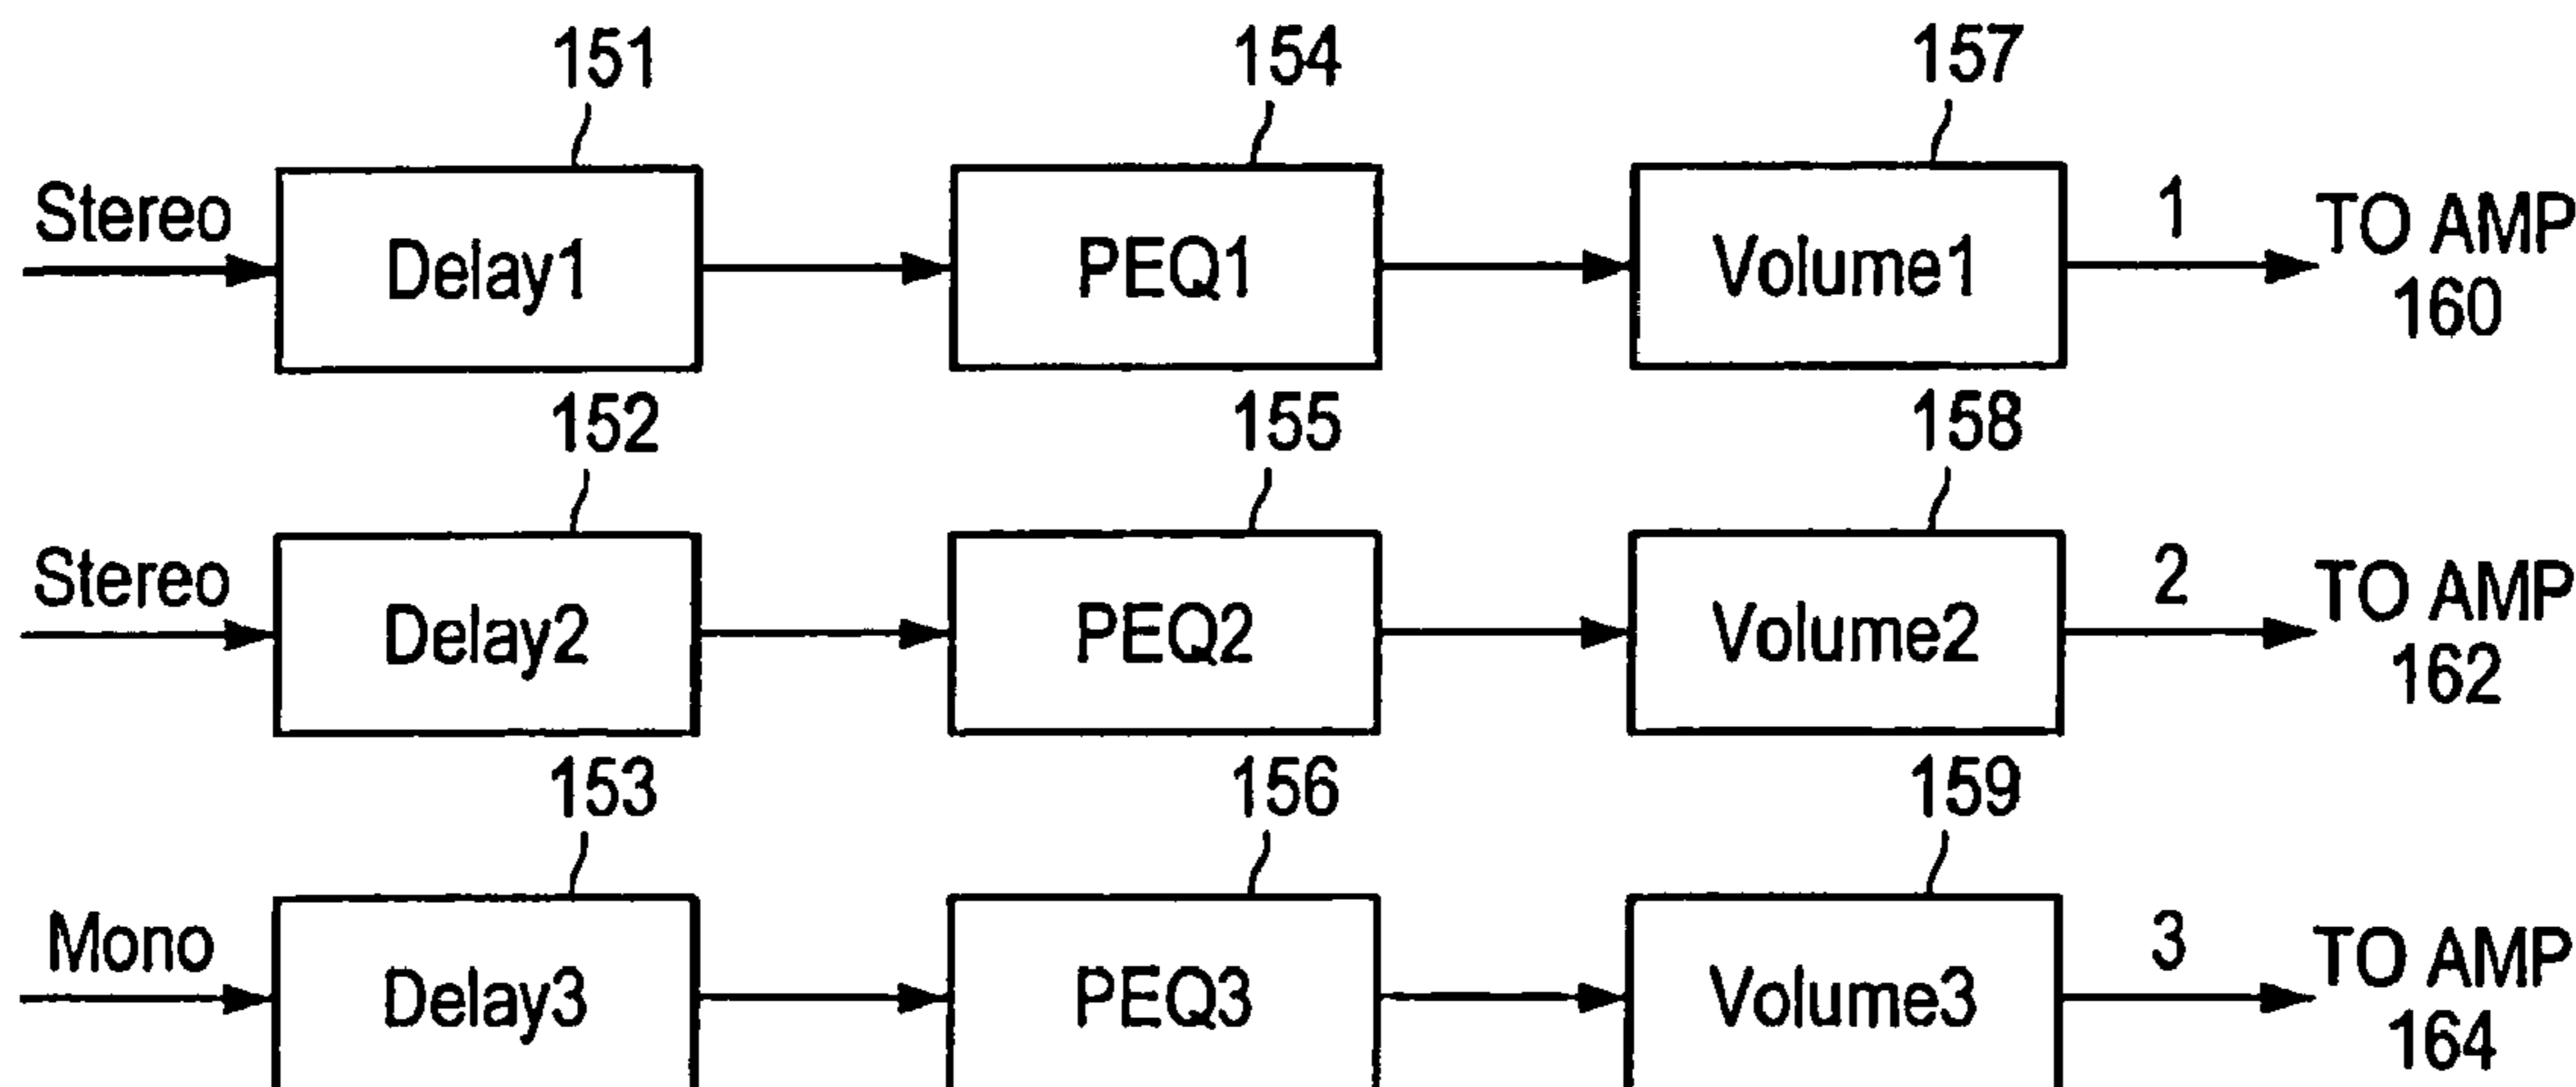 151 154 157
Stereo Delay1 PEQ1 Volume1 1 TO AMP
160
152 155 158
Stereo Delay2 PEQ2 Volume2 2 TO AMP
162
153 156 159
Mono Delay3 PEQ3 Volume3 3 TO AMP
164